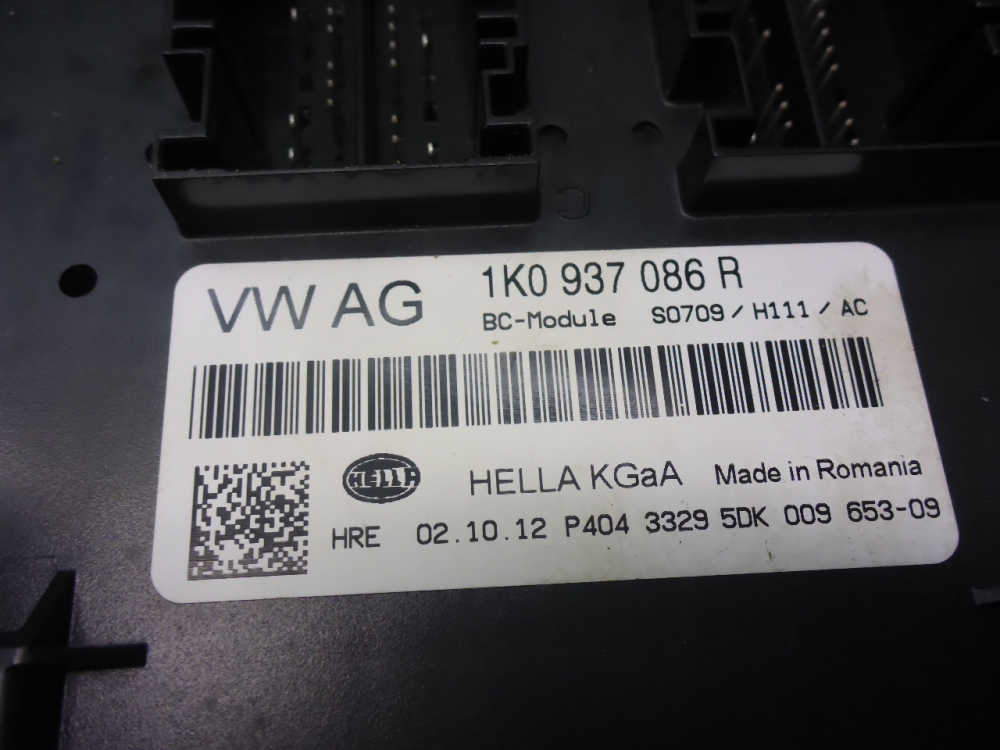 VW AG 1K0 937 086 R
BC-Module S0709 / H111 / AC
HELLA HELLA KGaA Made in Romania
HRE 02.10.12 P404 3329 5DK 009 653-09